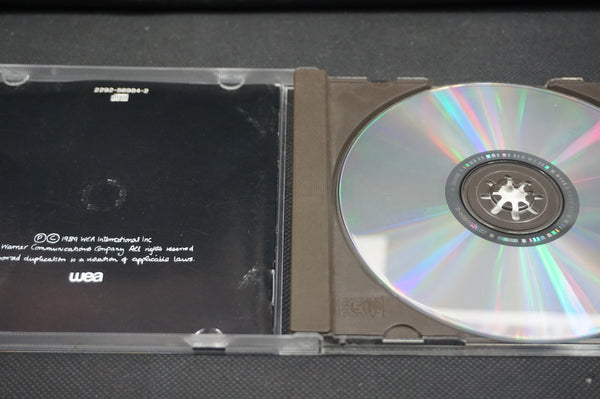 2292-56984-2
Ⓟ © 1989 WEA International Inc
Warner Communications Company All rights reserved
duplication is a violation of applicable laws.
wea